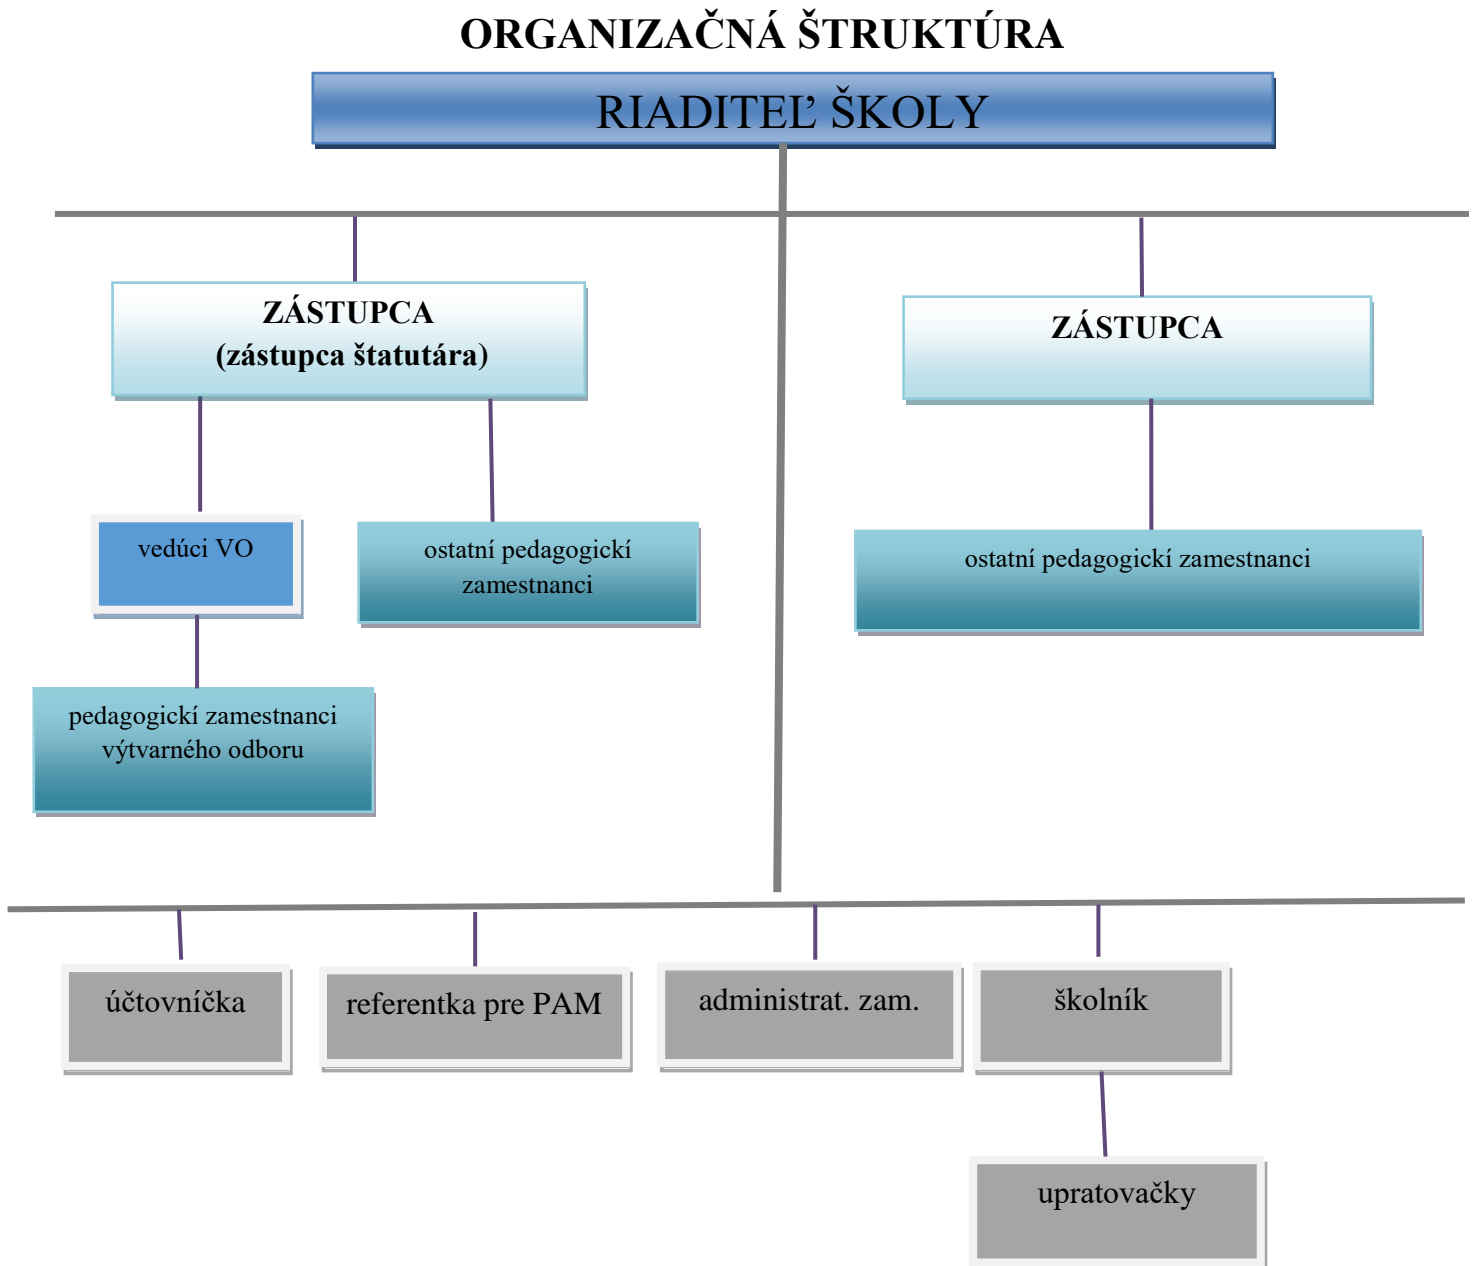 ORGANIZAČNÁ ŠTRUKTÚRA
RIADITEĽ ŠKOLY
ZÁSTUPCA
(zástupca štatutára)
ZÁSTUPCA
vedúci VO
ostatní pedagogickí
zamestnanci
ostatní pedagogickí zamestnanci
pedagogickí zamestnanci
výtvarného odboru
účtovníčka
referentka pre PAM
administrat. zam.
školník
upratovačky